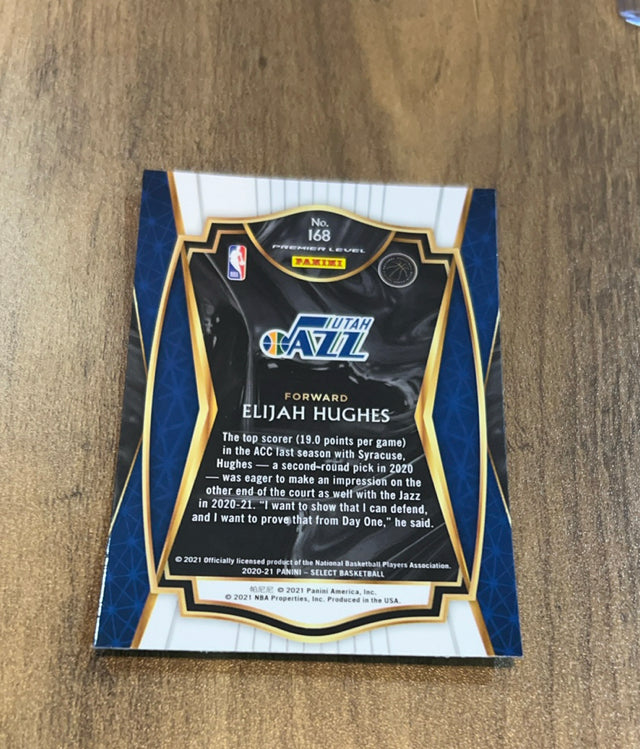 No.
168
PREMIER LEVEL
PANINI
UTAH
JAZZ
FORWARD
ELIJAH HUGHES
The top scorer (19.0 points per game)
in the ACC last season with Syracuse,
Hughes — a second-round pick in 2020
— was eager to make an impression on the
other end of the court as well with the Jazz
in 2020-21. "I want to show that I can defend,
and I want to prove that from Day One," he said.
© 2021 Officially licensed product of the National Basketball Players Association.
2020-21 PANINI – SELECT BASKETBALL
帕尼尼 © 2021 Panini America, Inc.
© 2021 NBA Properties, Inc. Produced in the USA.